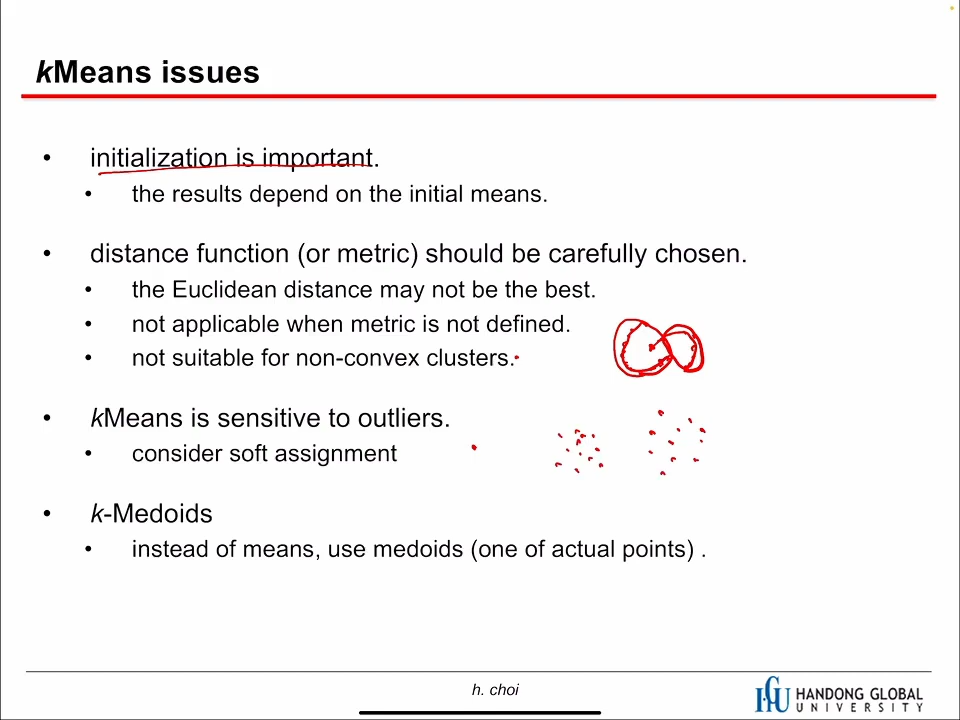 kMeans issues
• initialization is important.
• the results depend on the initial means.
• distance function (or metric) should be carefully chosen.
• the Euclidean distance may not be the best.
• not applicable when metric is not defined.
• not suitable for non-convex clusters.
• kMeans is sensitive to outliers.
• consider soft assignment
• k-Medoids
• instead of means, use medoids (one of actual points) .
h. choi
HANDONG GLOBAL
UNIVERSITY